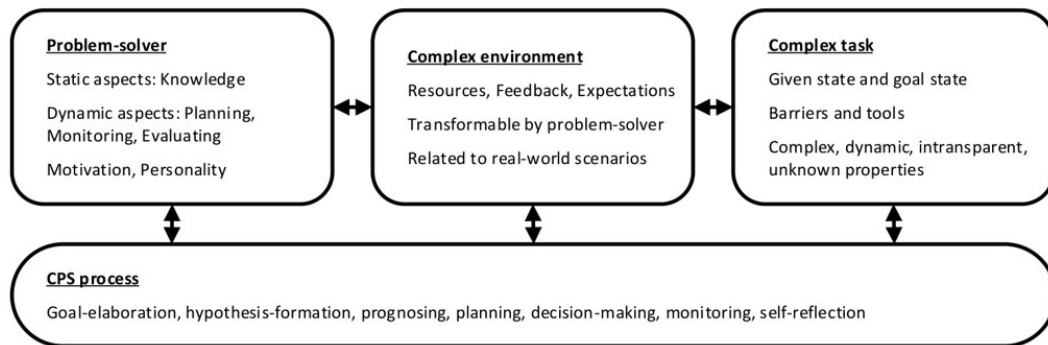 Problem-solver
Static aspects: Knowledge
Dynamic aspects: Planning,
Monitoring, Evaluating
Motivation, Personality
Complex environment
Resources, Feedback, Expectations
Transformable by problem-solver
Related to real-world scenarios
Complex task
Given state and goal state
Barriers and tools
Complex, dynamic, intransparent,
unknown properties
CPS process
Goal-elaboration, hypothesis-formation, prognosing, planning, decision-making, monitoring, self-reflection